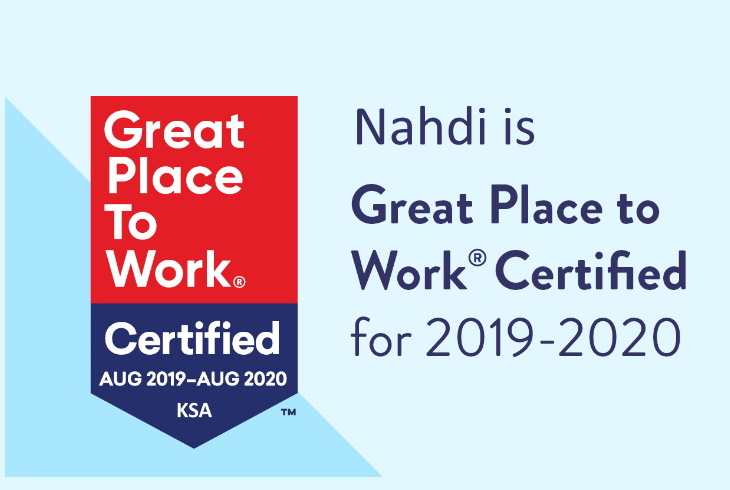 Great
Place
To
Work®
Certified
AUG 2019–AUG 2020
KSA
™
Nahdi is
Great Place to
Work® Certified
for 2019-2020